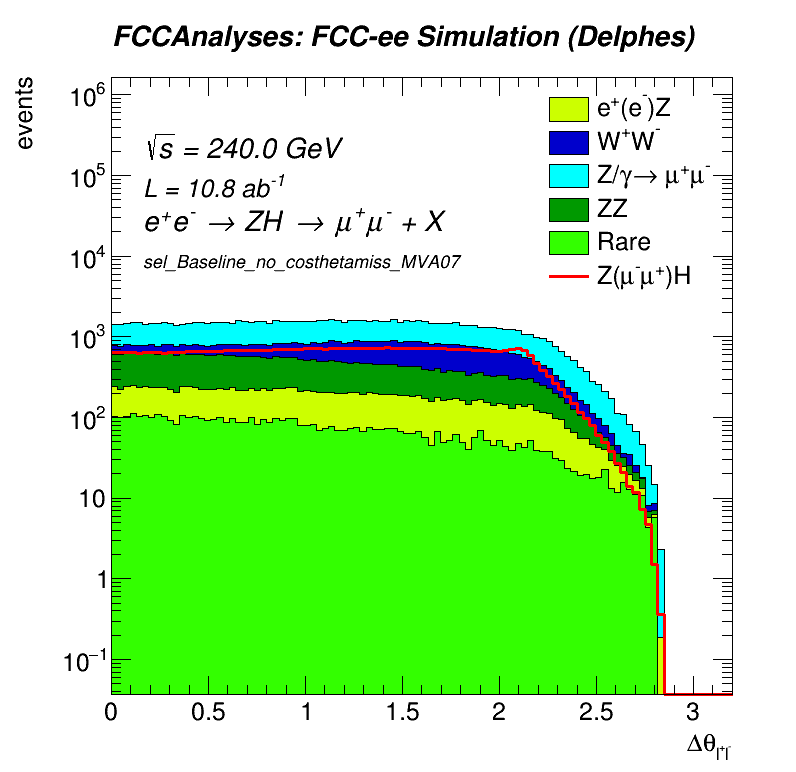 FCCAnalyses: FCC-ee Simulation (Delphes)
events
10⁶
10⁵
10⁴
10³
10²
10
1
10⁻¹
√s = 240.0 GeV
L = 10.8 ab⁻¹
e⁺e⁻ → ZH → μ⁺μ⁻ + X
sel_Baseline_no_costhetamiss_MVA07
e⁺(e⁻)Z
W⁺W⁻
Z/γ→ μ⁺μ⁻
ZZ
Rare
Z(μ⁻μ⁺)H
0 0.5 1 1.5 2 2.5 3
Δθ_l⁺l⁻